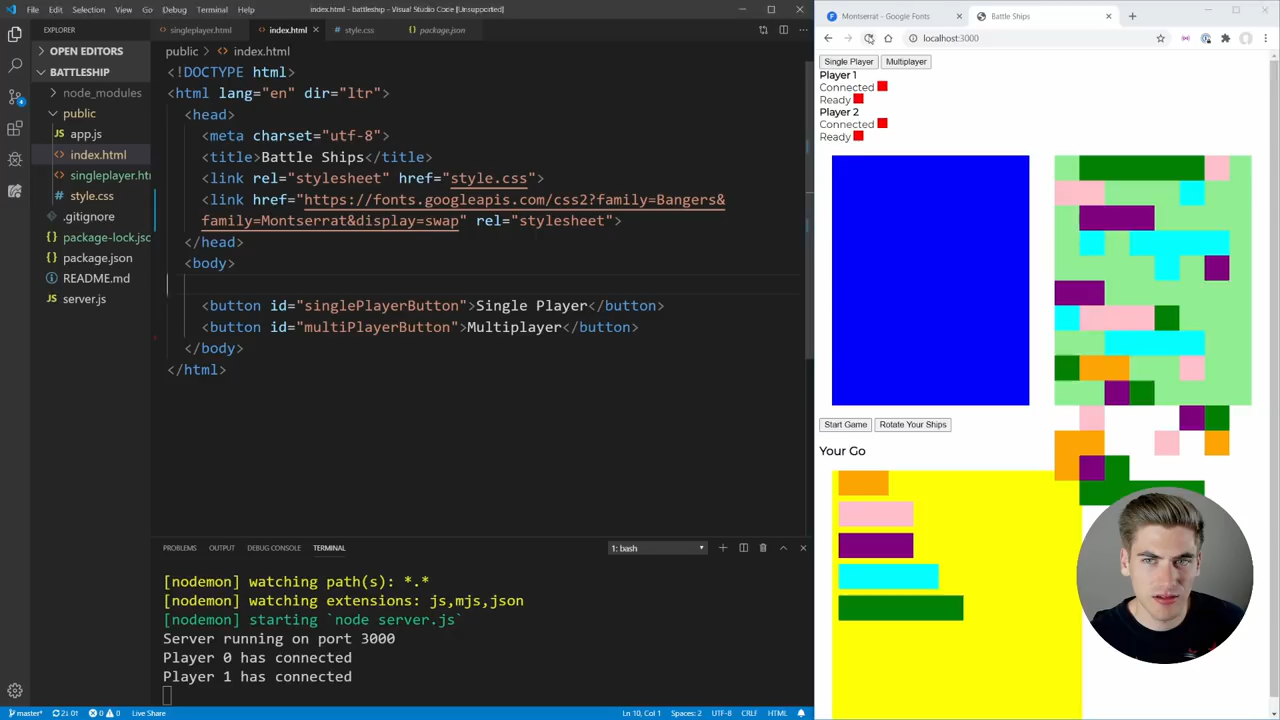 File Edit Selection View Go Debug Terminal Help
index.html - battleship - Visual Studio Code [Unsupported]
EXPLORER
OPEN EDITORS
BATTLESHIP
node_modules
public
app.js
index.html
singleplayer.htm
style.css
.gitignore
package-lock.jsc
package.json
README.md
server.js
singleplayer.html
index.html
style.css
package.json
public > index.html
<!DOCTYPE html>
<html lang="en" dir="ltr">
<head>
<meta charset="utf-8">
<title>Battle Ships</title>
<link rel="stylesheet" href="style.css">
<link href="https://fonts.googleapis.com/css2?family=Bangers&
family=Montserrat&display=swap" rel="stylesheet">
</head>
<body>
<button id="singlePlayerButton">Single Player</button>
<button id="multiPlayerButton">Multiplayer</button>
</body>
</html>
PROBLEMS OUTPUT DEBUG CONSOLE TERMINAL
1: bash
[nodemon] watching path(s): *.*
[nodemon] watching extensions: js,mjs,json
[nodemon] starting `node server.js`
Server running on port 3000
Player 0 has connected
Player 1 has connected
master*
2↓ 0↑
0
0
Live Share
Ln 10, Col 1
Spaces: 2
UTF-8
CRLF
HTML
Montserrat - Google Fonts
Battle Ships
localhost:3000
Single Player
Multiplayer
Player 1
Connected
Ready
Player 2
Connected
Ready
Start Game
Rotate Your Ships
Your Go